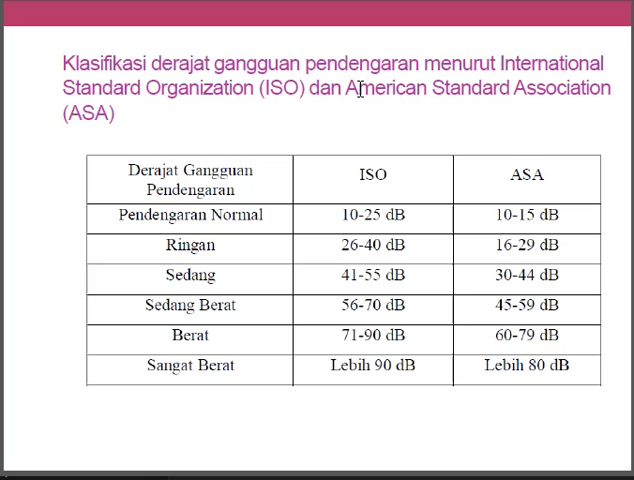 Klasifikasi derajat gangguan pendengaran menurut International
Standard Organization (ISO) dan American Standard Association
(ASA)
Derajat Gangguan
Pendengaran
ISO
ASA
Pendengaran Normal
10-25 dB
10-15 dB
Ringan
26-40 dB
16-29 dB
Sedang
41-55 dB
30-44 dB
Sedang Berat
56-70 dB
45-59 dB
Berat
71-90 dB
60-79 dB
Sangat Berat
Lebih 90 dB
Lebih 80 dB